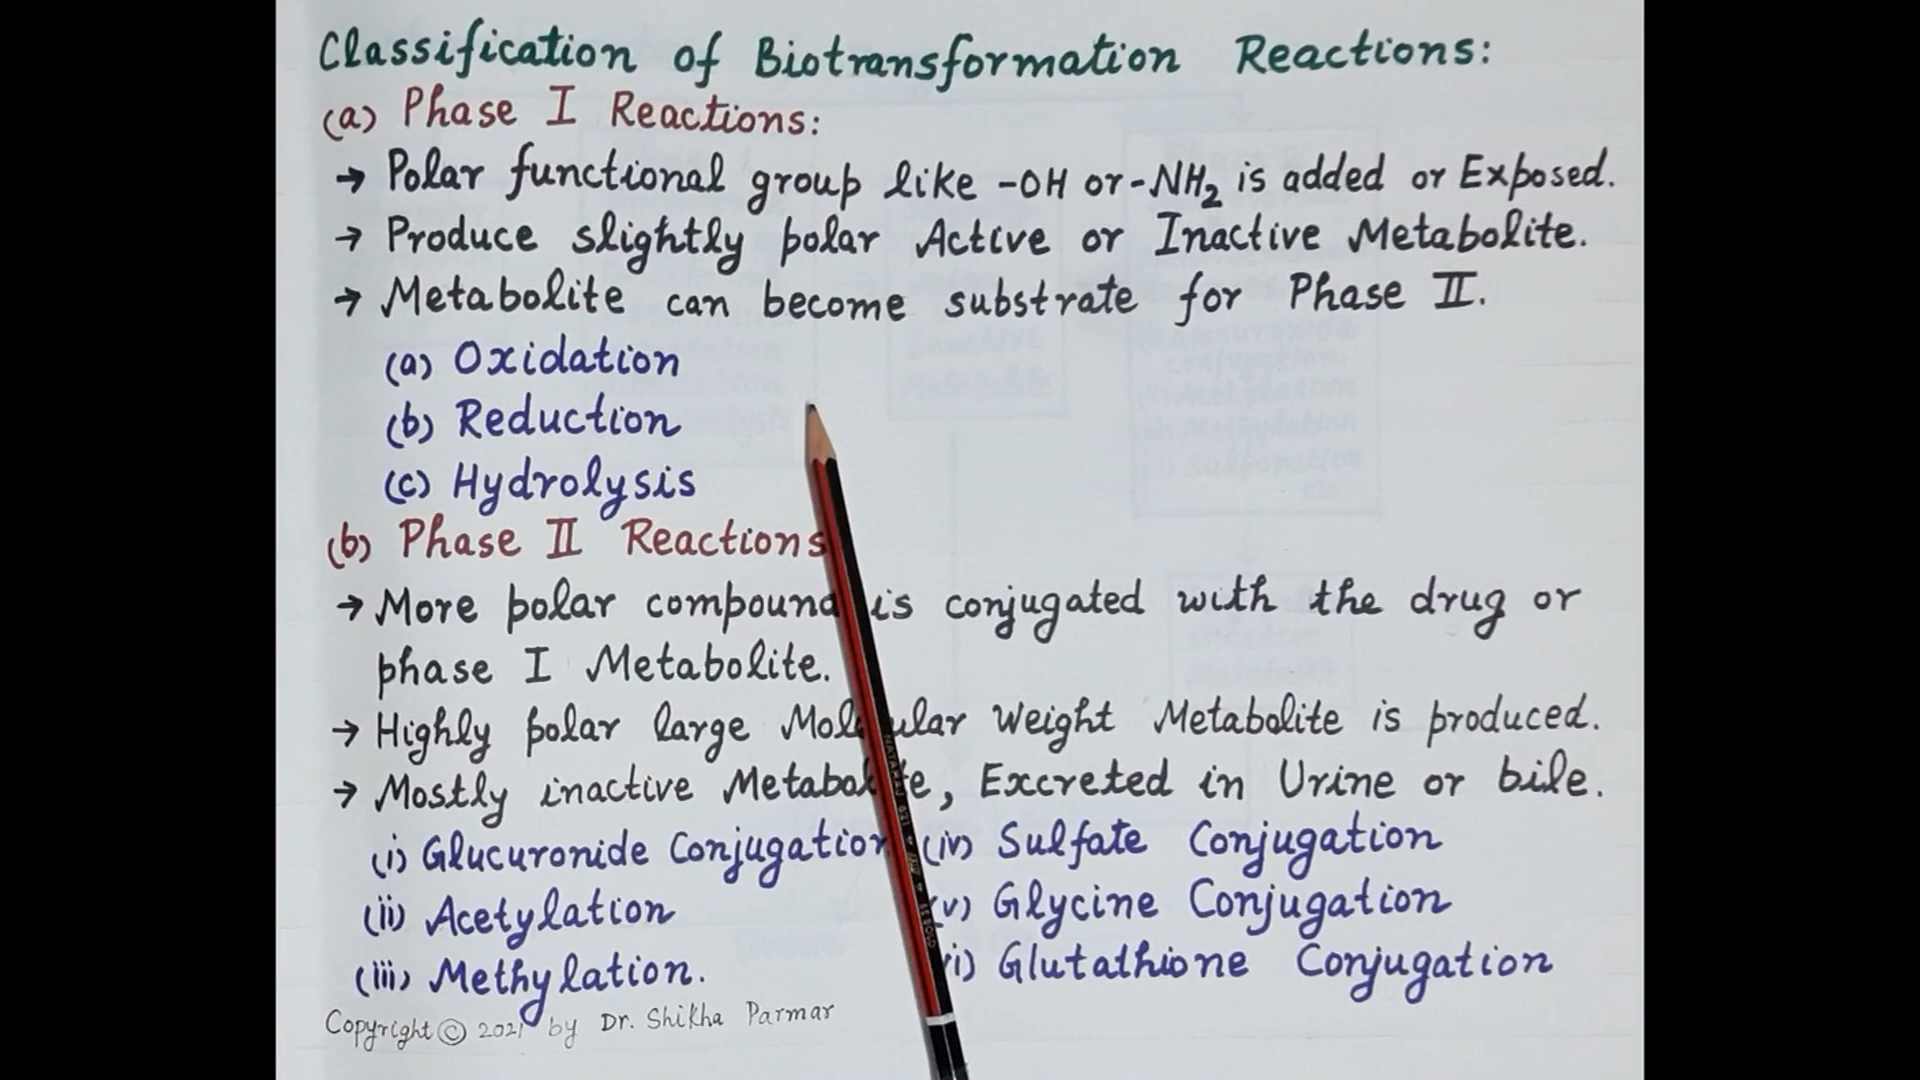 Classification of Biotransformation Reactions:
(a) Phase I Reactions:
→ Polar functional group like -OH or -NH₂ is added or Exposed.
→ Produce slightly polar Active or Inactive Metabolite.
→ Metabolite can become substrate for Phase II.
(a) Oxidation
(b) Reduction
(c) Hydrolysis
(b) Phase II Reactions
→ More polar compound is conjugated with the drug or
phase I Metabolite.
→ Highly polar large Molecular Weight Metabolite is produced.
→ Mostly inactive Metabolite, Excreted in Urine or bile.
(i) Glucuronide Conjugation (iv) Sulfate Conjugation
(ii) Acetylation (v) Glycine Conjugation
(iii) Methylation. (vi) Glutathione Conjugation
Copyright © 2021 by Dr. Shikha Parmar